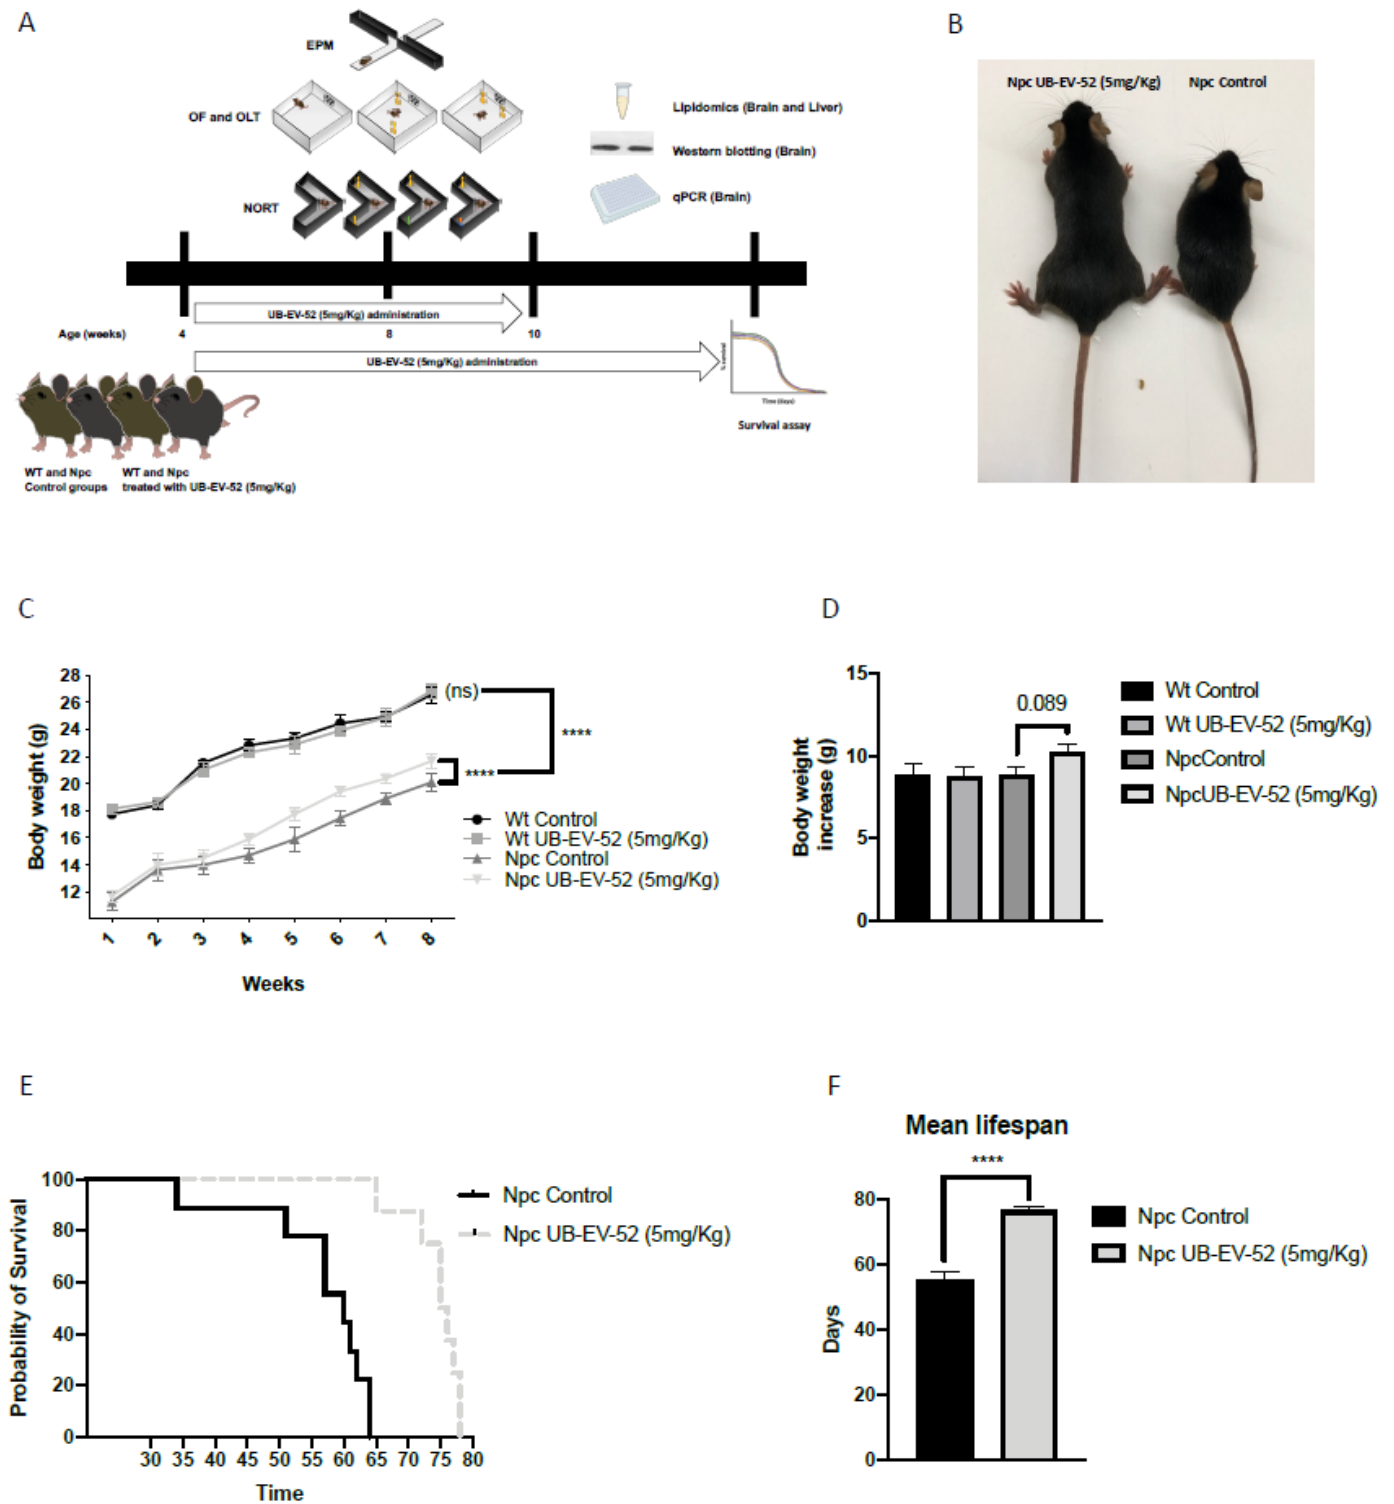 A
EPM
OF and OLT
NORT
Lipidomics (Brain and Liver)
Western blotting (Brain)
qPCR (Brain)
UB-EV-52 (5mg/Kg) administration
Age (weeks)
4
8
10
UB-EV-52 (5mg/Kg) administration
% survival
Time (days)
Survival assay
WT and Npc
Control groups
WT and Npc
treated with UB-EV-52 (5mg/Kg)
B
Npc UB-EV-52 (5mg/Kg)
Npc Control
C
Body weight (g)
28
26
24
22
20
18
16
14
12
1
2
3
4
5
6
7
8
Weeks
(ns)
****
****
Wt Control
Wt UB-EV-52 (5mg/Kg)
Npc Control
Npc UB-EV-52 (5mg/Kg)
D
Body weight
increase (g)
15
10
5
0
0.089
Wt Control
Wt UB-EV-52 (5mg/Kg)
NpcControl
NpcUB-EV-52 (5mg/Kg)
E
Probability of Survival
100
80
60
40
20
0
30 35 40 45 50 55 60 65 70 75 80
Time
Npc Control
Npc UB-EV-52 (5mg/Kg)
F
Mean lifespan
****
Days
80
60
40
20
0
Npc Control
Npc UB-EV-52 (5mg/Kg)